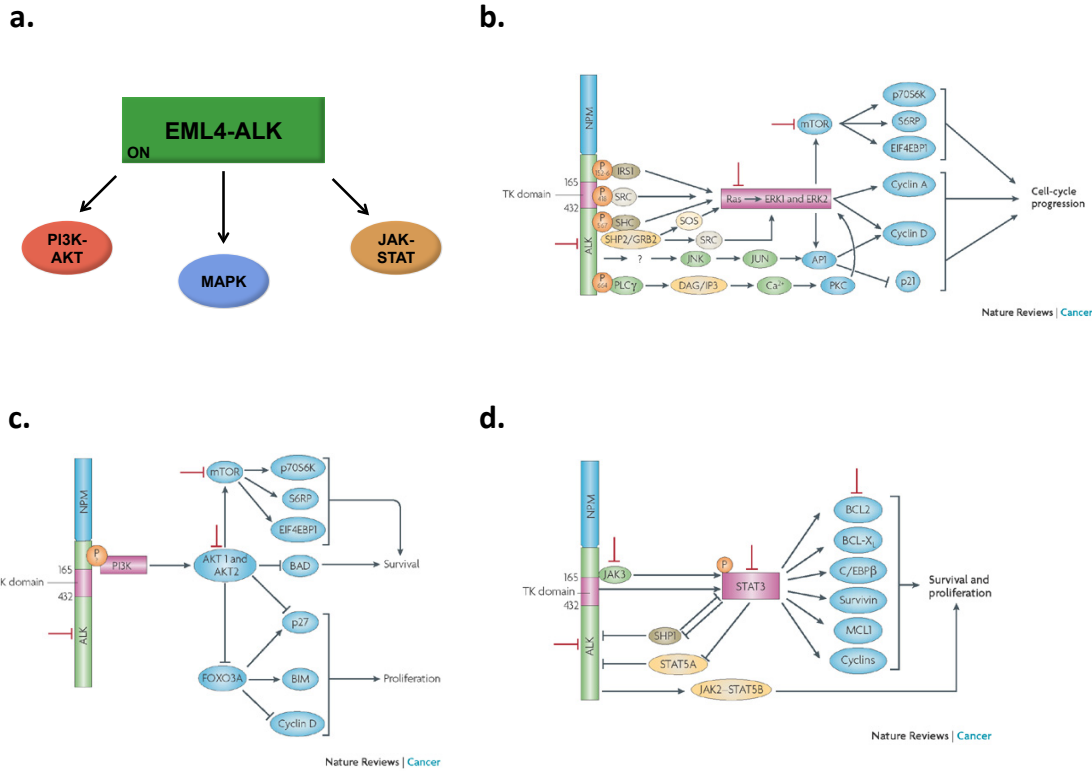 a.
EML4-ALK
ON
PI3K-
AKT
MAPK
JAK-
STAT
b.
NPM
165
TK domain
432
ALK
P
IRS1
P
SRC
P
SHC
SHP2/GRB2
SOS
SRC
Ras
ERK1 and ERK2
mTOR
p70S6K
S6RP
EIF4EBP1
Cyclin A
Cyclin D
p21
Cell-cycle
progression
?
JNK
JUN
AP1
P
664
PLCγ
DAG/IP3
Ca²⁺
PKC
Nature Reviews | Cancer
c.
NPM
P
PI3K
165
K domain
432
ALK
mTOR
p70S6K
S6RP
EIF4EBP1
AKT 1 and
AKT2
BAD
Survival
p27
FOXO3A
BIM
Proliferation
Cyclin D
Nature Reviews | Cancer
d.
NPM
165
TK domain
432
ALK
JAK3
P
STAT3
SHP1
STAT5A
JAK2–STAT5B
BCL2
BCL-XL
C/EBPβ
Survivin
MCL1
Cyclins
Survival and
proliferation
Nature Reviews | Cancer